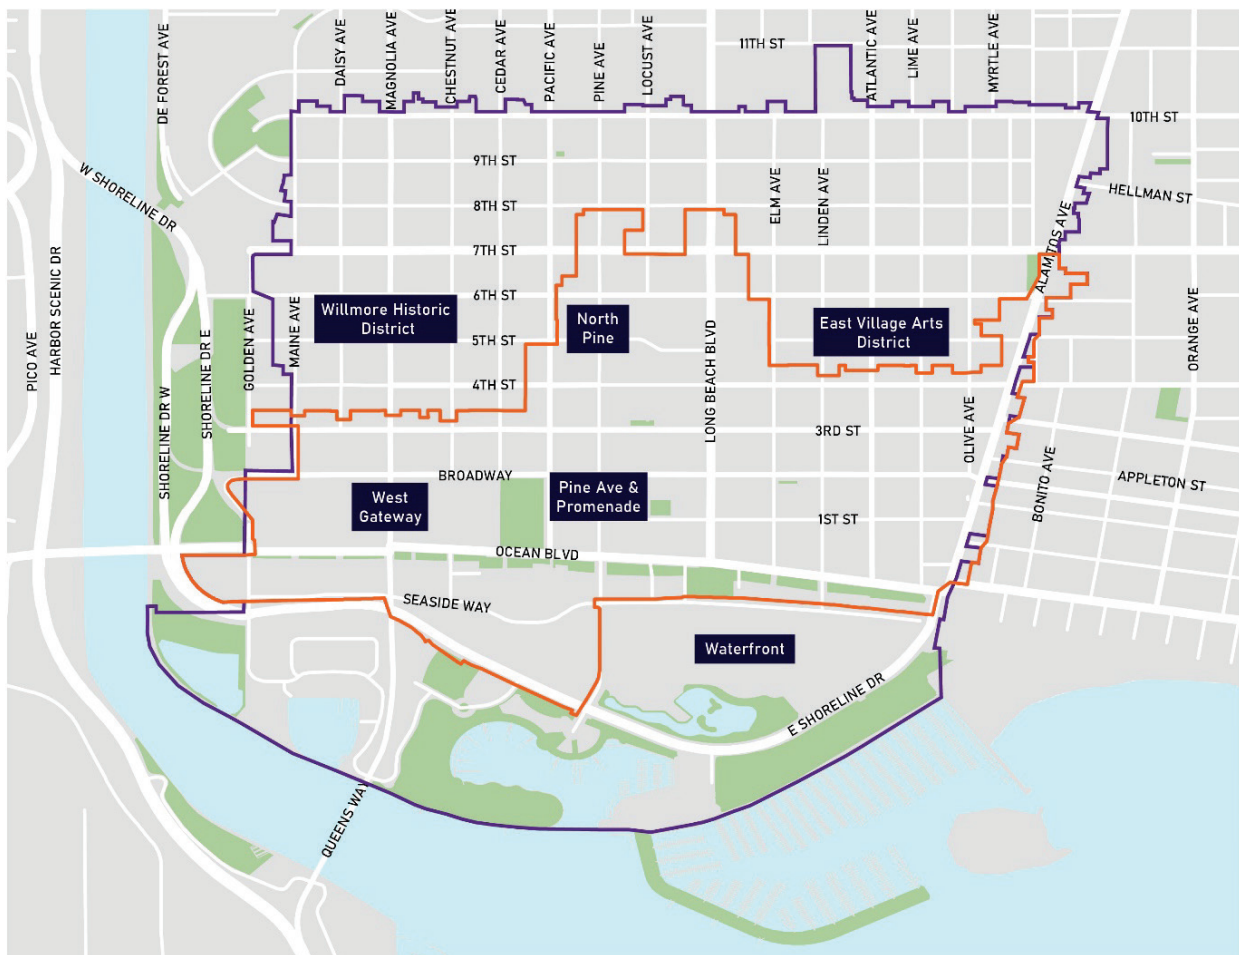 DE FOREST AVE
DAISY AVE
MAGNOLIA AVE
CHESTNUT AVE
CEDAR AVE
PACIFIC AVE
PINE AVE
LOCUST AVE
11TH ST
ATLANTIC AVE
LIME AVE
MYRTLE AVE
10TH ST
9TH ST
W SHORELINE DR
8TH ST
ELM AVE
LINDEN AVE
HELLMAN ST
7TH ST
ALAMITOS AVE
6TH ST
HARBOR SCENIC DR
PICO AVE
SHORELINE DR W
SHORELINE DR E
GOLDEN AVE
MAINE AVE
Willmore Historic
District
North
Pine
East Village Arts
District
5TH ST
LONG BEACH BLVD
ORANGE AVE
4TH ST
OLIVE AVE
3RD ST
BONITO AVE
BROADWAY
APPLETON ST
West
Gateway
Pine Ave &
Promenade
1ST ST
OCEAN BLVD
SEASIDE WAY
Waterfront
E SHORELINE DR
QUEENS WAY